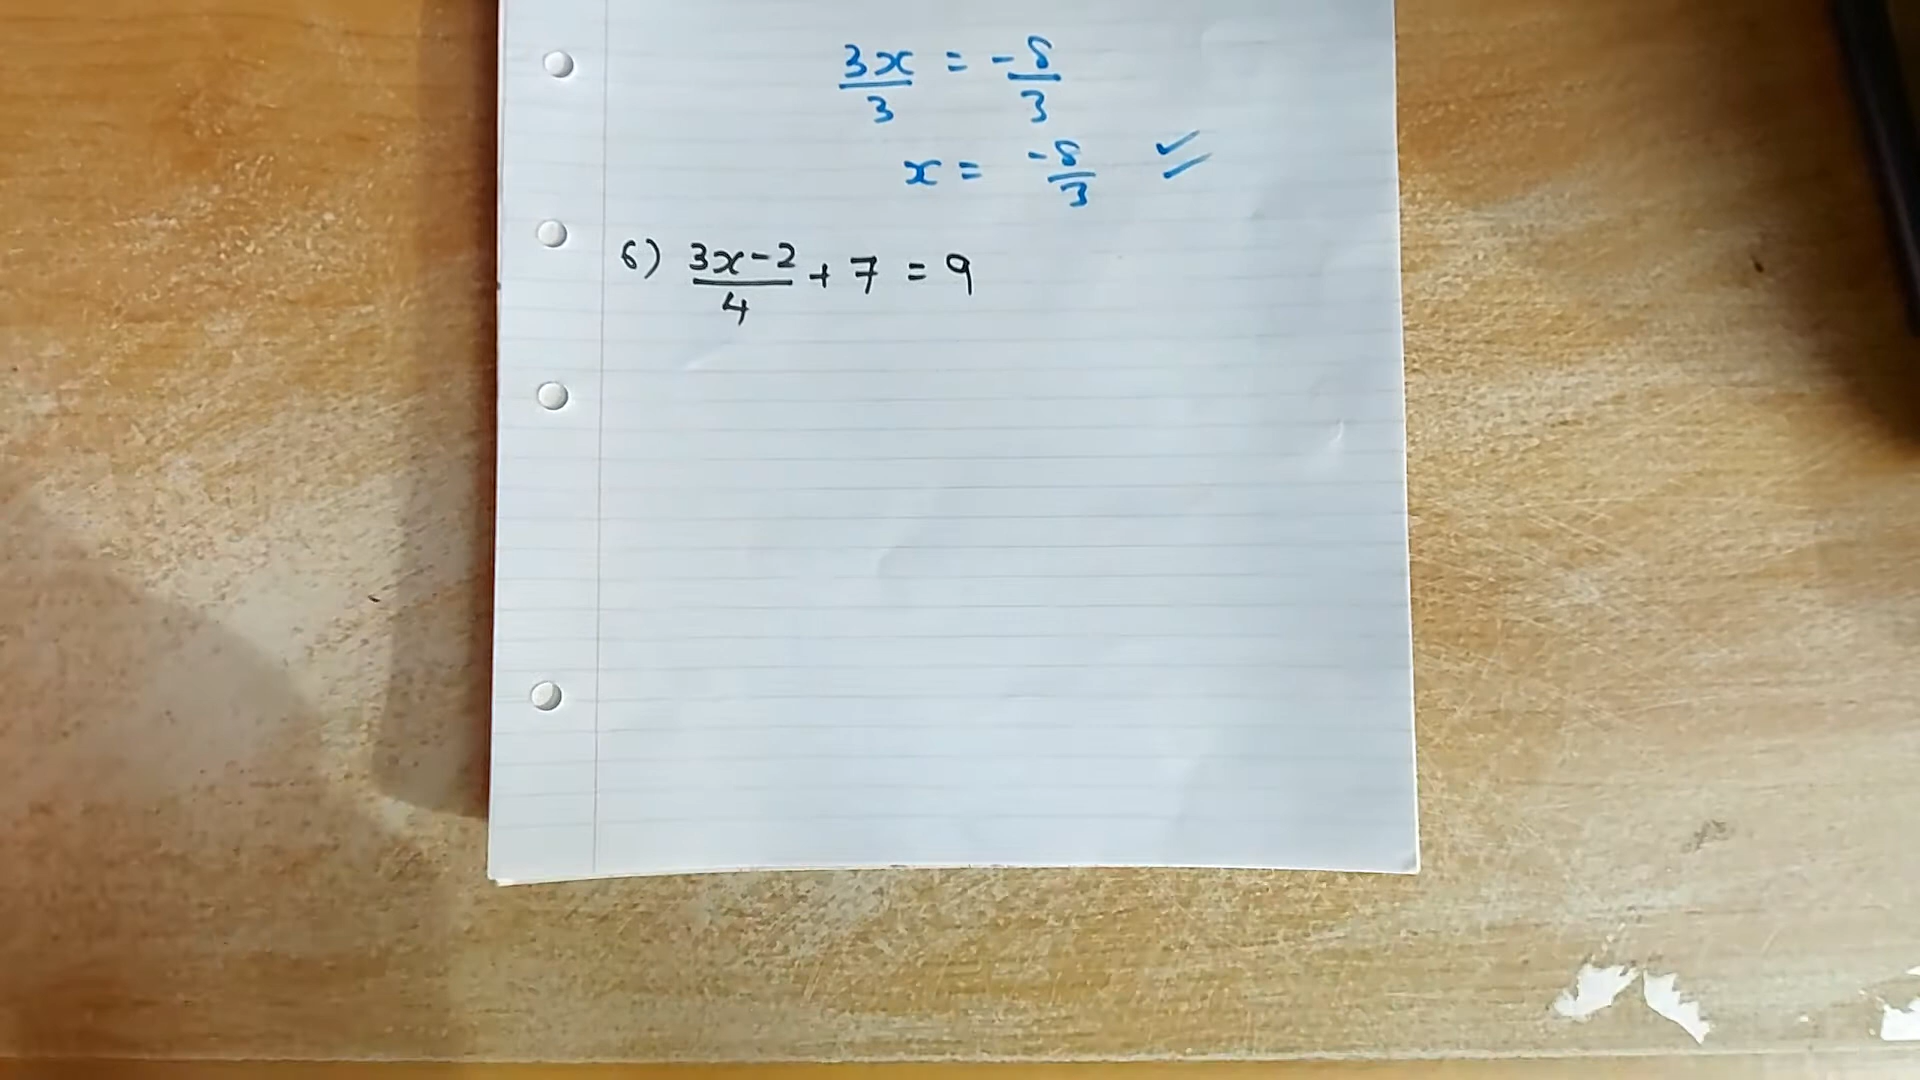 3x/3 = -8/3
x = -8/3 ✓
6) (3x-2)/4 + 7 = 9